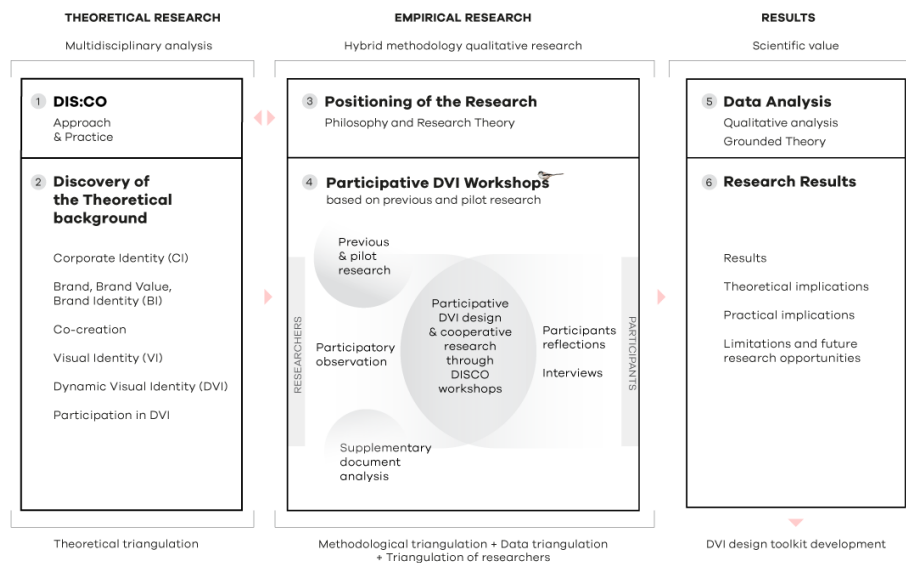 THEORETICAL RESEARCH
Multidisciplinary analysis
1 DIS:CO
Approach
& Practice
2 Discovery of
the Theoretical
background
Corporate Identity (CI)
Brand, Brand Value,
Brand Identity (BI)
Co-creation
Visual Identity (VI)
Dynamic Visual Identity (DVI)
Participation in DVI
Theoretical triangulation
EMPIRICAL RESEARCH
Hybrid methodology qualitative research
3 Positioning of the Research
Philosophy and Research Theory
4 Participative DVI Workshops
based on previous and pilot research
Previous
& pilot
research
RESEARCHERS
Participatory
observation
Supplementary
document
analysis
Participative
DVI design
& cooperative
research
through
DISCO
workshops
Participants
reflections
Interviews
PARTICIPANTS
Methodological triangulation + Data triangulation
+ Triangulation of researchers
RESULTS
Scientific value
5 Data Analysis
Qualitative analysis
Grounded Theory
6 Research Results
Results
Theoretical implications
Practical implications
Limitations and future
research opportunities
DVI design toolkit development